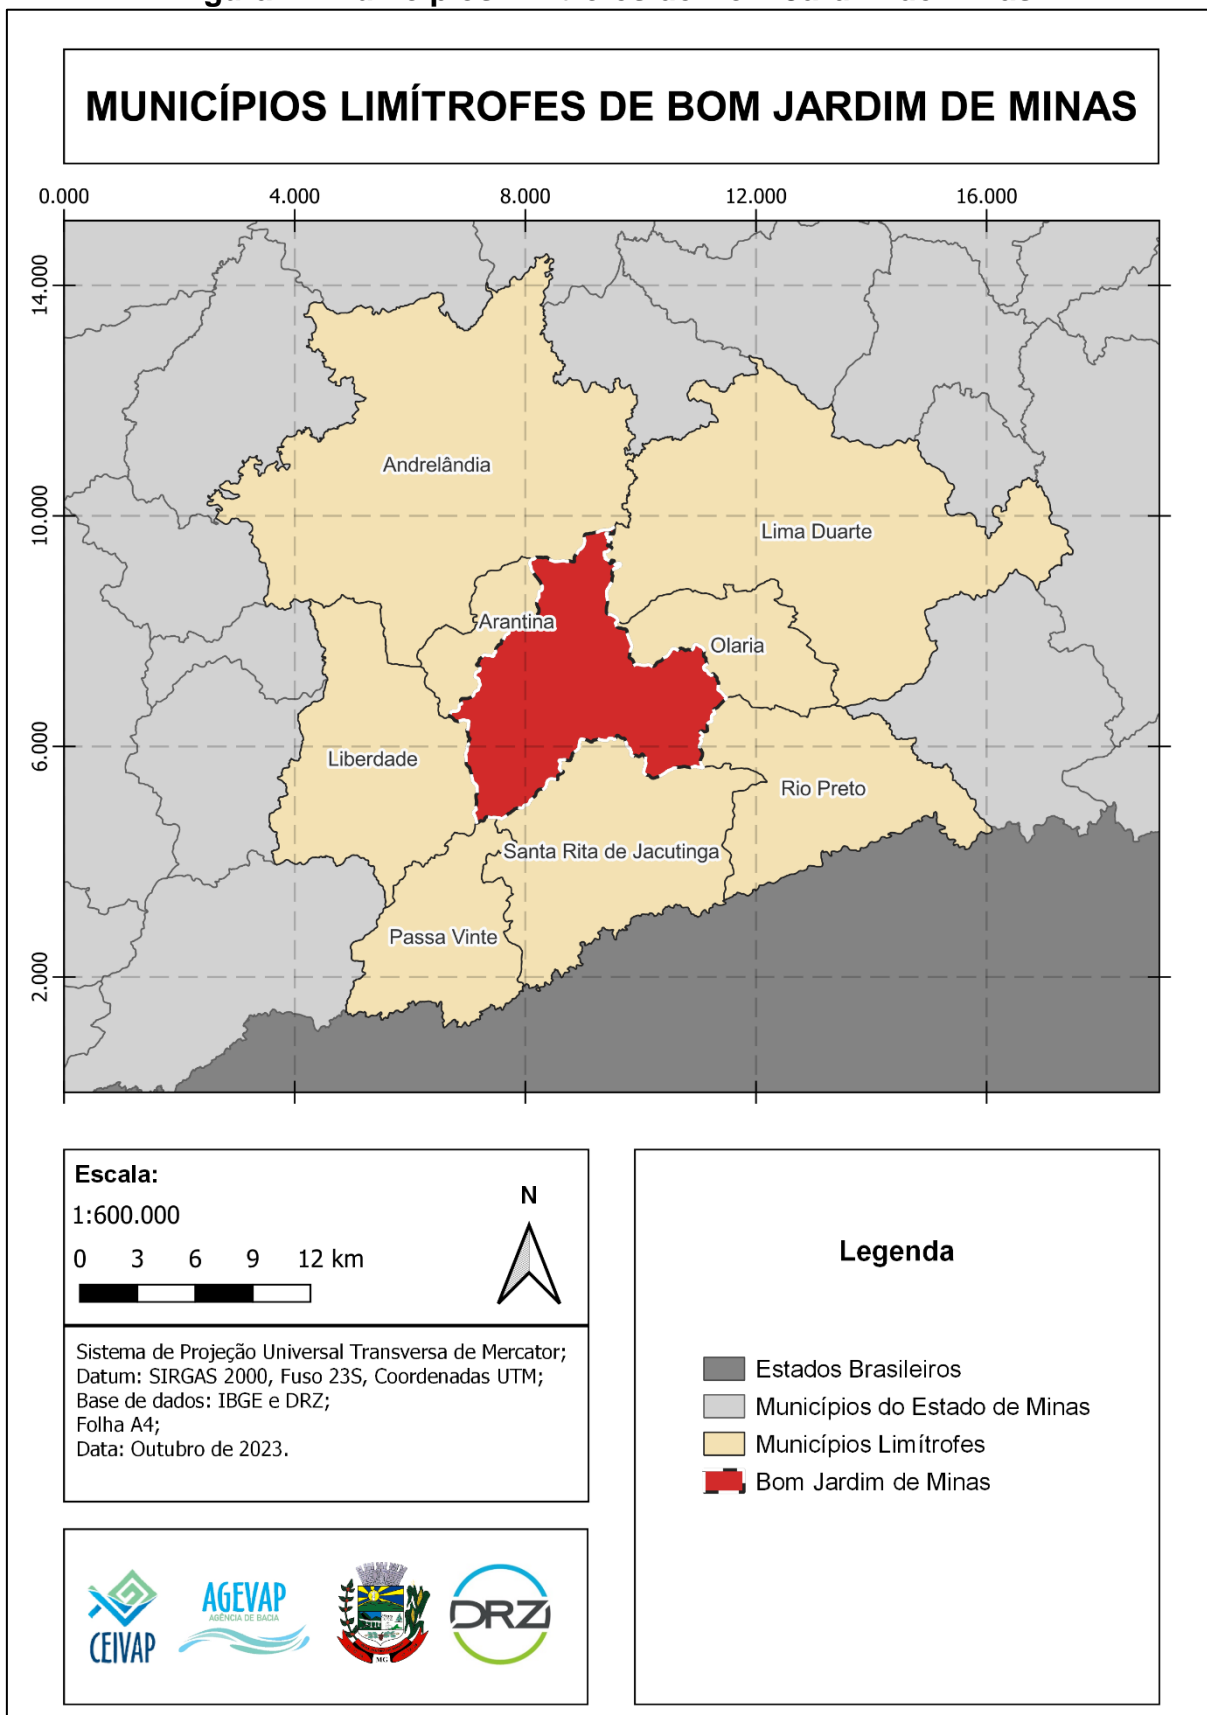 MUNICÍPIOS LIMÍTROFES DE BOM JARDIM DE MINAS
0.000 4.000 8.000 12.000 16.000
14.000
10.000
6.000
2.000
Andrelândia
Lima Duarte
Arantina
Olaria
Liberdade
Rio Preto
Santa Rita de Jacutinga
Passa Vinte
Escala:
1:600.000
0 3 6 9 12 km
N
Sistema de Projeção Universal Transversa de Mercator;
Datum: SIRGAS 2000, Fuso 23S, Coordenadas UTM;
Base de dados: IBGE e DRZ;
Folha A4;
Data: Outubro de 2023.
Legenda
Estados Brasileiros
Municípios do Estado de Minas
Municípios Limítrofes
Bom Jardim de Minas
CEIVAP
AGEVAP
AGÊNCIA DE BACIA
MG
DRZ